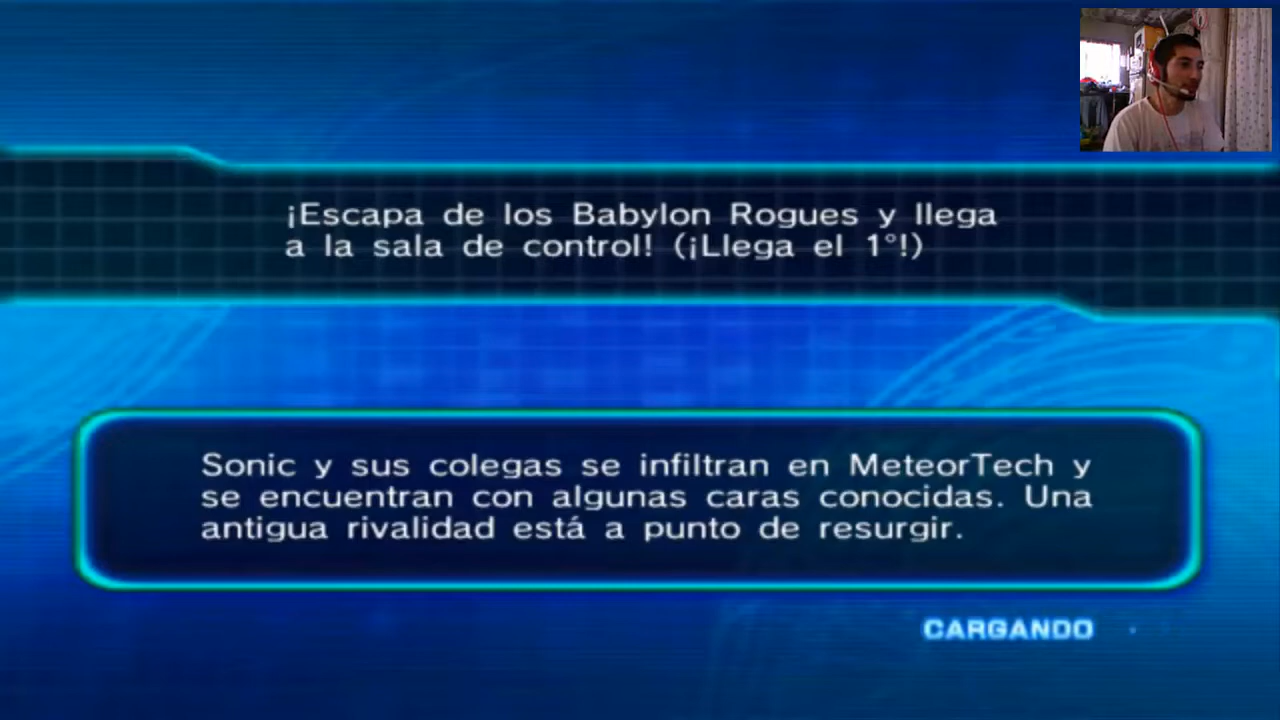 ¡Escapa de los Babylon Rogues y llega
a la sala de control! (¡Llega el 1°!)
Sonic y sus colegas se infiltran en MeteorTech y
se encuentran con algunas caras conocidas. Una
antigua rivalidad está a punto de resurgir.
CARGANDO